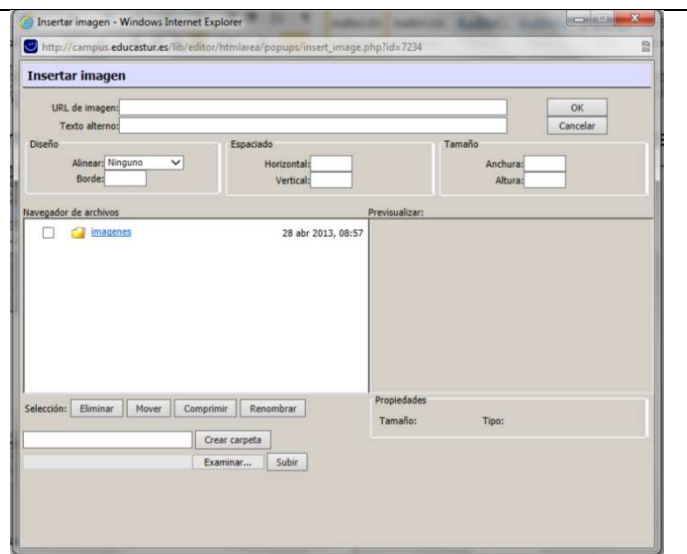 Insertar imagen - Windows Internet Explorer
http://campus.educastur.es/lib/editor/htmlarea/popups/insert_image.php?id=7234
Insertar imagen
URL de imagen: OK
Texto alterno: Cancelar
Diseño Espaciado Tamaño
Alinear: Ninguno Horizontal: Anchura:
Borde: Vertical: Altura:
Navegador de archivos Previsualizar:
imagenes 28 abr 2013, 08:57
Selección: Eliminar Mover Comprimir Renombrar Propiedades
Tamaño: Tipo:
Crear carpeta
Examinar... Subir